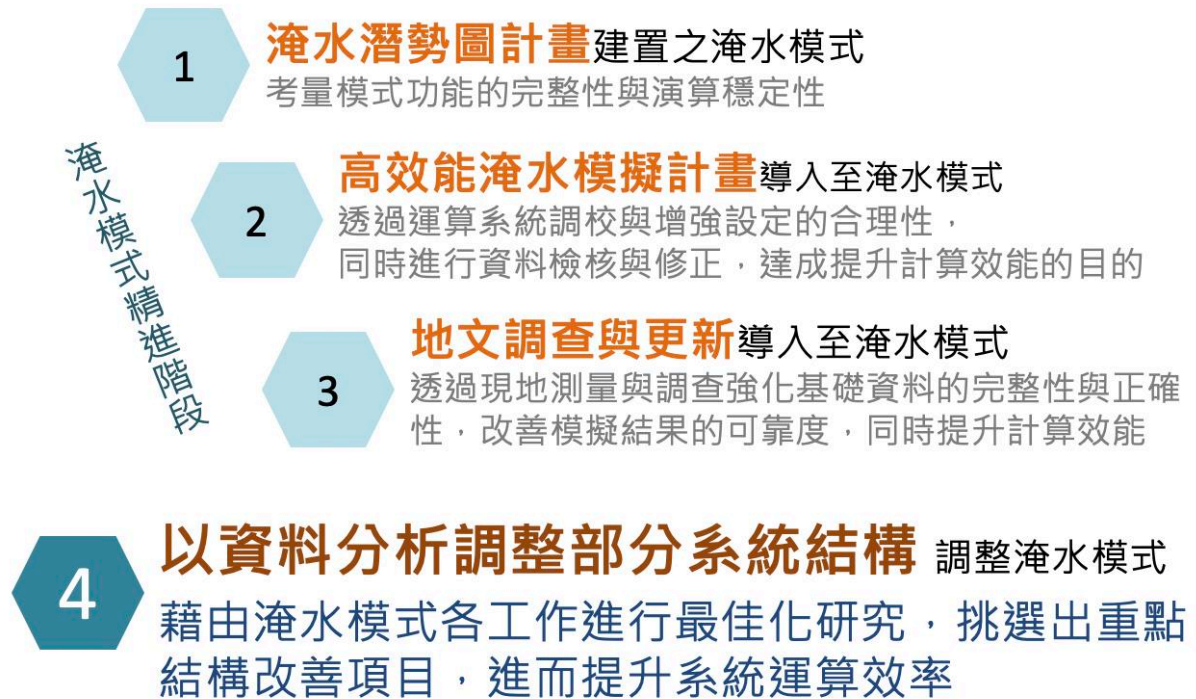 1
淹水潛勢圖計畫建置之淹水模式
考量模式功能的完整性與演算穩定性
淹水模式精進階段
2
高效能淹水模擬計畫導入至淹水模式
透過運算系統調校與增強設定的合理性，
同時進行資料檢核與修正，達成提升計算效能的目的
3
地文調查與更新導入至淹水模式
透過現地測量與調查強化基礎資料的完整性與正確
性，改善模擬結果的可靠度，同時提升計算效能
4
以資料分析調整部分系統結構 調整淹水模式
藉由淹水模式各工作進行最佳化研究，挑選出重點
結構改善項目，進而提升系統運算效率